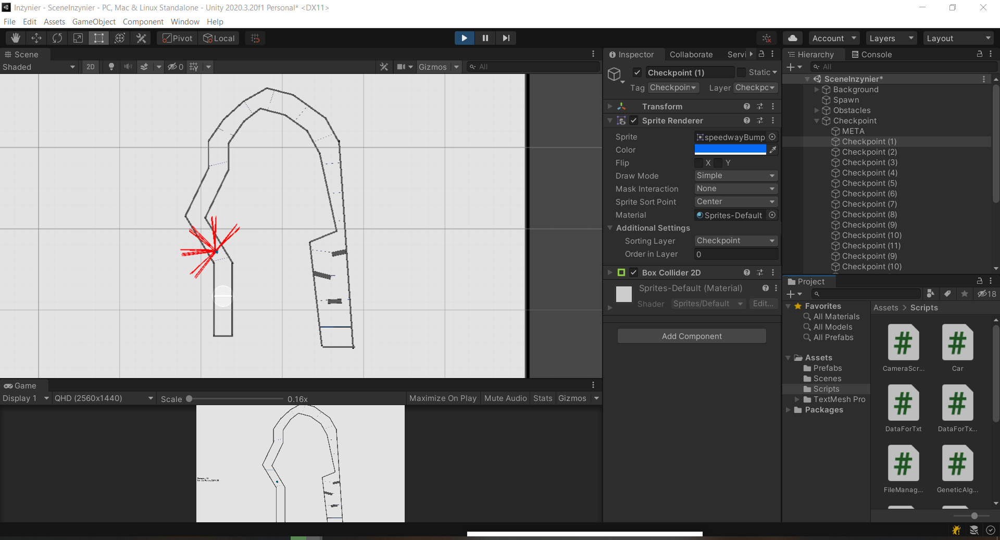 Inżynier - SceneInzynier - PC, Mac & Linux Standalone - Unity 2020.3.20f1 Personal* <DX11>
File Edit Assets GameObject Component Window Help
Pivot Local Account Layers Layout
Scene
Shaded 2D 0 Gizmos All
Inspector Collaborate Servi
Checkpoint (1) Static
Tag Checkpoin Layer Checkpc
Transform
Sprite Renderer
Sprite speedwayBump
Color
Flip X Y
Draw Mode Simple
Mask Interaction None
Sprite Sort Point Center
Material Sprites-Default
Additional Settings
Sorting Layer Checkpoint
Order in Layer 0
Box Collider 2D
Sprites-Default (Material)
Shader Sprites/Default Edit...
Add Component
Hierarchy Console
All
SceneInzynier*
Background
Spawn
Obstacles
Checkpoint
META
Checkpoint (1)
Checkpoint (2)
Checkpoint (3)
Checkpoint (4)
Checkpoint (5)
Checkpoint (6)
Checkpoint (7)
Checkpoint (8)
Checkpoint (9)
Checkpoint (10)
Checkpoint (11)
Checkpoint (9)
Checkpoint (10)
Project
18
Favorites
All Materials
All Models
All Prefabs
Assets
Prefabs
Scenes
Scripts
TextMesh Pro
Packages
Assets > Scripts
CameraScr... Car
DataForTxt DataForTx...
FileManag... GeneticAlg...
Game
Display 1 QHD (2560x1440) Scale 0.16x Maximize On Play Mute Audio Stats Gizmos